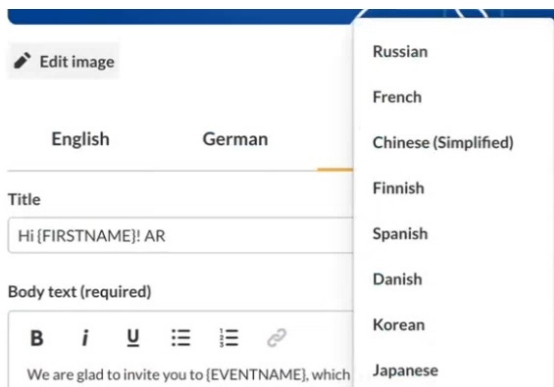 Edit image
English
German
Title
Hi {FIRSTNAME}! AR
Body text (required)
B i U
We are glad to invite you to {EVENTNAME}, which
Russian
French
Chinese (Simplified)
Finnish
Spanish
Danish
Korean
Japanese